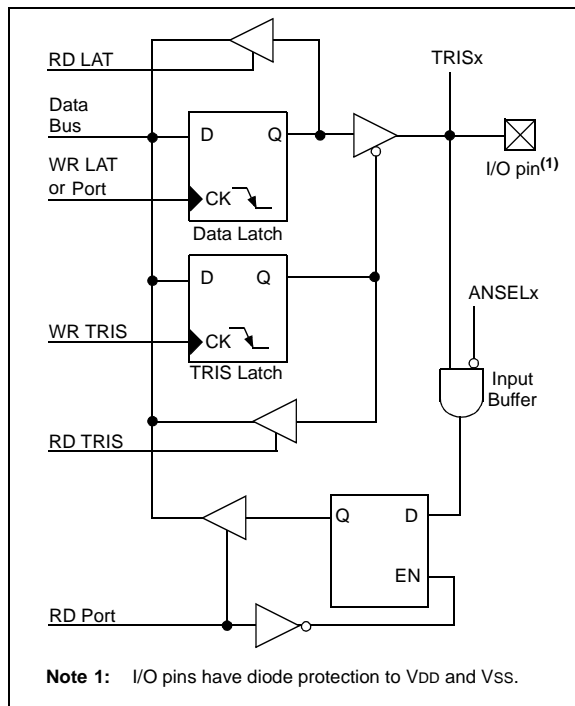 RD LAT
TRISx
Data
Bus
D Q
I/O pin(1)
WR LAT
or Port
CK
Data Latch
D Q
ANSELx
WR TRIS
CK
TRIS Latch
Input
Buffer
RD TRIS
Q D
EN
RD Port
Note 1: I/O pins have diode protection to VDD and VSS.